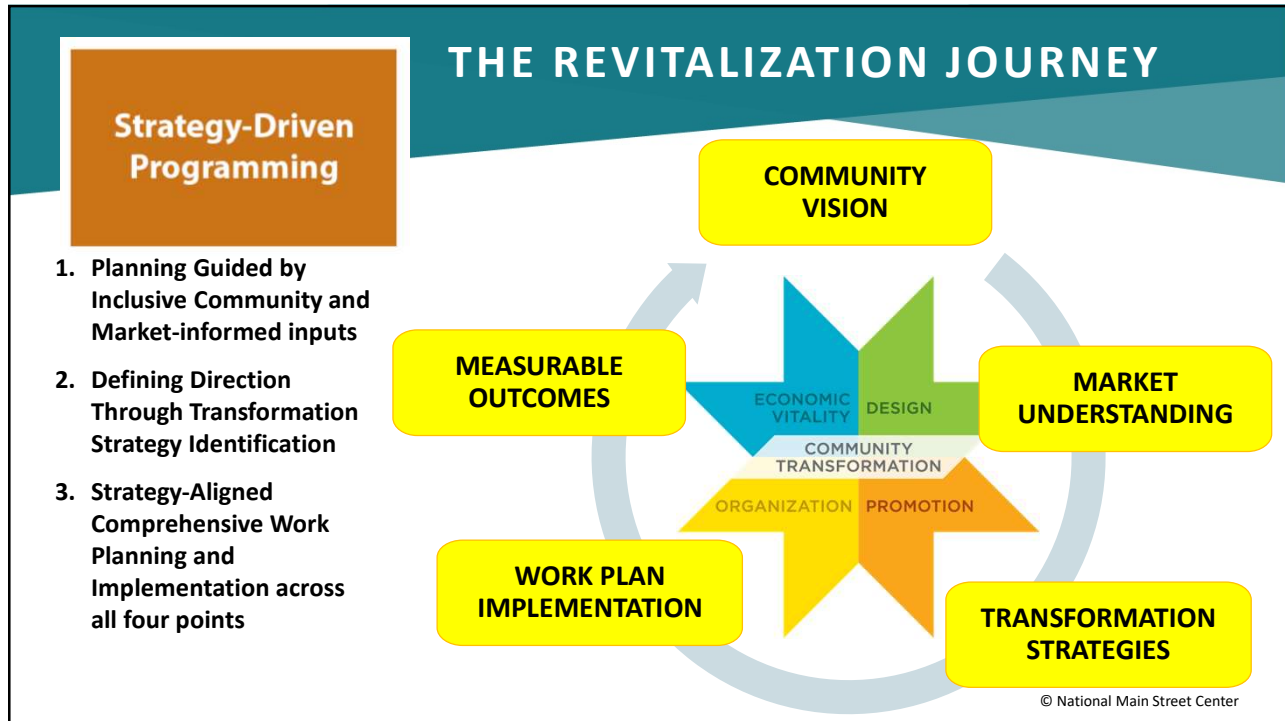 THE REVITALIZATION JOURNEY
Strategy-Driven
Programming
1. Planning Guided by
Inclusive Community and
Market-informed inputs
2. Defining Direction
Through Transformation
Strategy Identification
3. Strategy-Aligned
Comprehensive Work
Planning and
Implementation across
all four points
COMMUNITY
VISION
MARKET
UNDERSTANDING
TRANSFORMATION
STRATEGIES
WORK PLAN
IMPLEMENTATION
MEASURABLE
OUTCOMES
ECONOMIC
VITALITY
DESIGN
COMMUNITY
TRANSFORMATION
ORGANIZATION
PROMOTION
© National Main Street Center